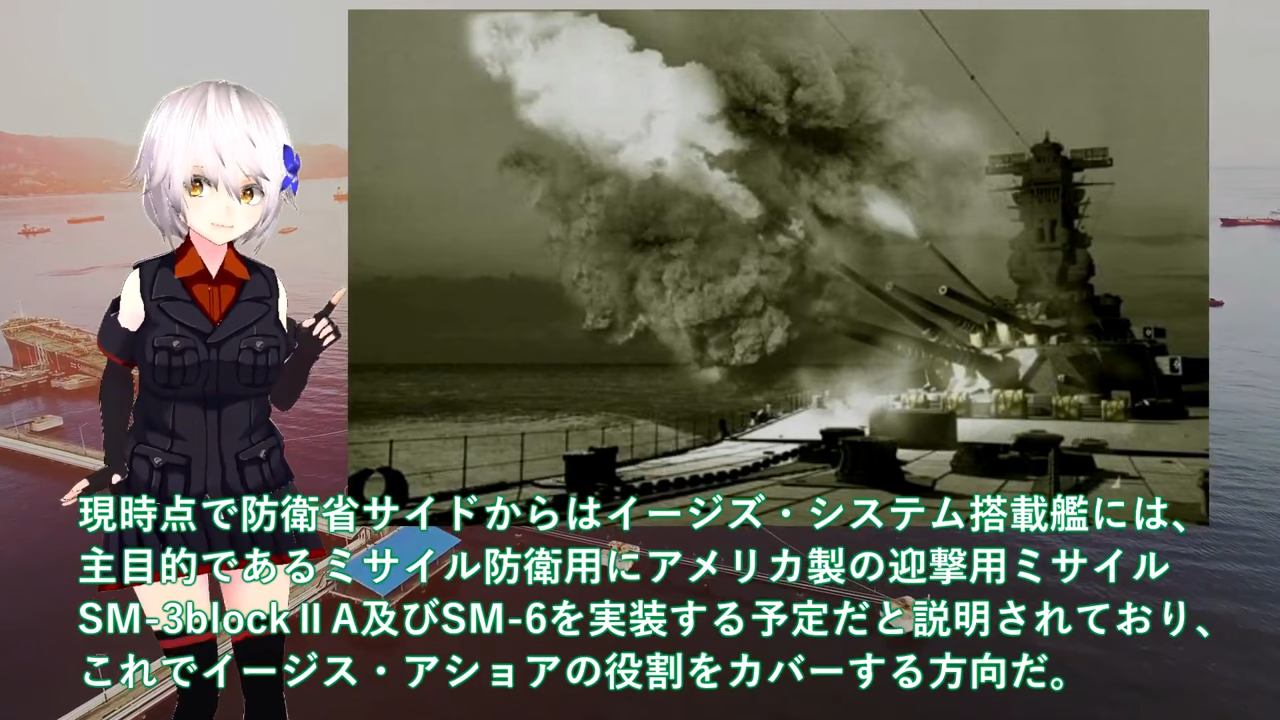 現時点で防衛省サイドからはイージズ・システム搭載艦には、
主目的であるミサイル防衛用にアメリカ製の迎撃用ミサイル
SM-3blockⅡA及びSM-6を実装する予定だと説明されており、
これでイージス・アショアの役割をカバーする方向だ。